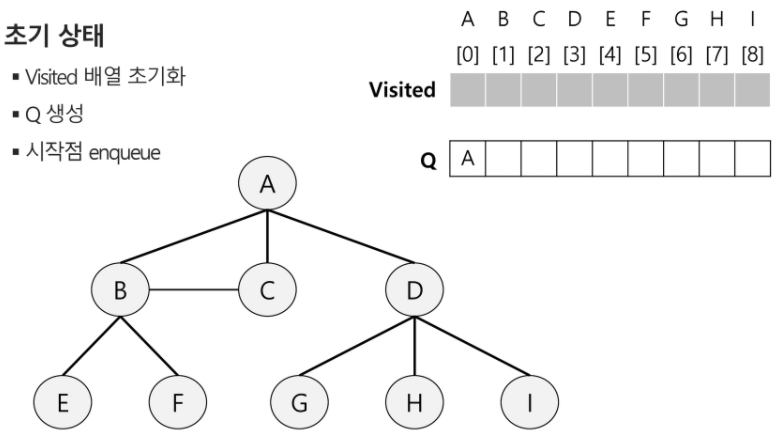 초기 상태
▪ Visited 배열 초기화
▪ Q 생성
▪ 시작점 enqueue
A B C D E F G H I
[0] [1] [2] [3] [4] [5] [6] [7] [8]
Visited
Q A
A
B C D
E F G H I